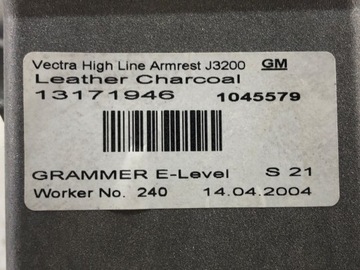 Vectra High Line Armrest J3200 GM
Leather Charcoal
13171946 1045579
GRAMMER E-Level S 21
Worker No. 240 14.04.2004